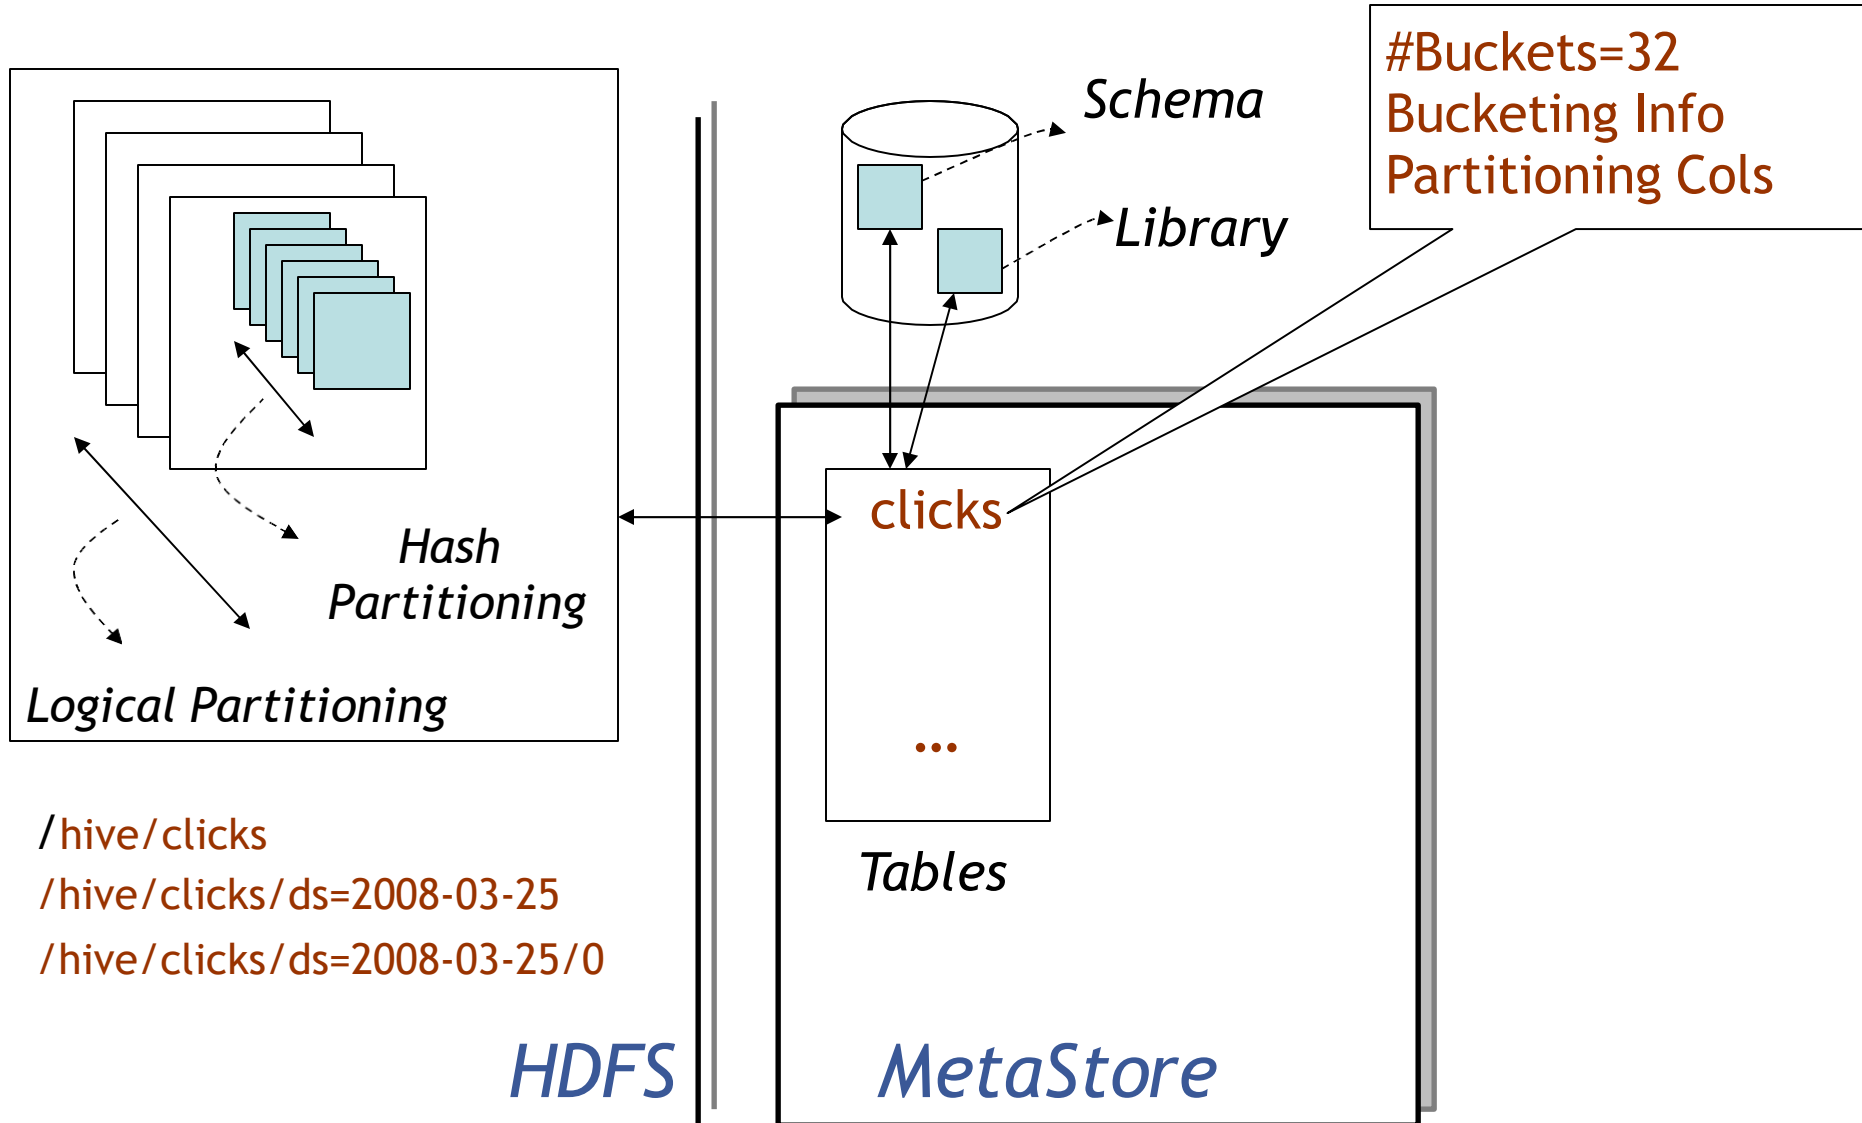 #Buckets=32
Bucketing Info
Partitioning Cols
Schema
Library
clicks
...
Tables
Hash
Partitioning
Logical Partitioning
/hive/clicks
/hive/clicks/ds=2008-03-25
/hive/clicks/ds=2008-03-25/0
HDFS
MetaStore